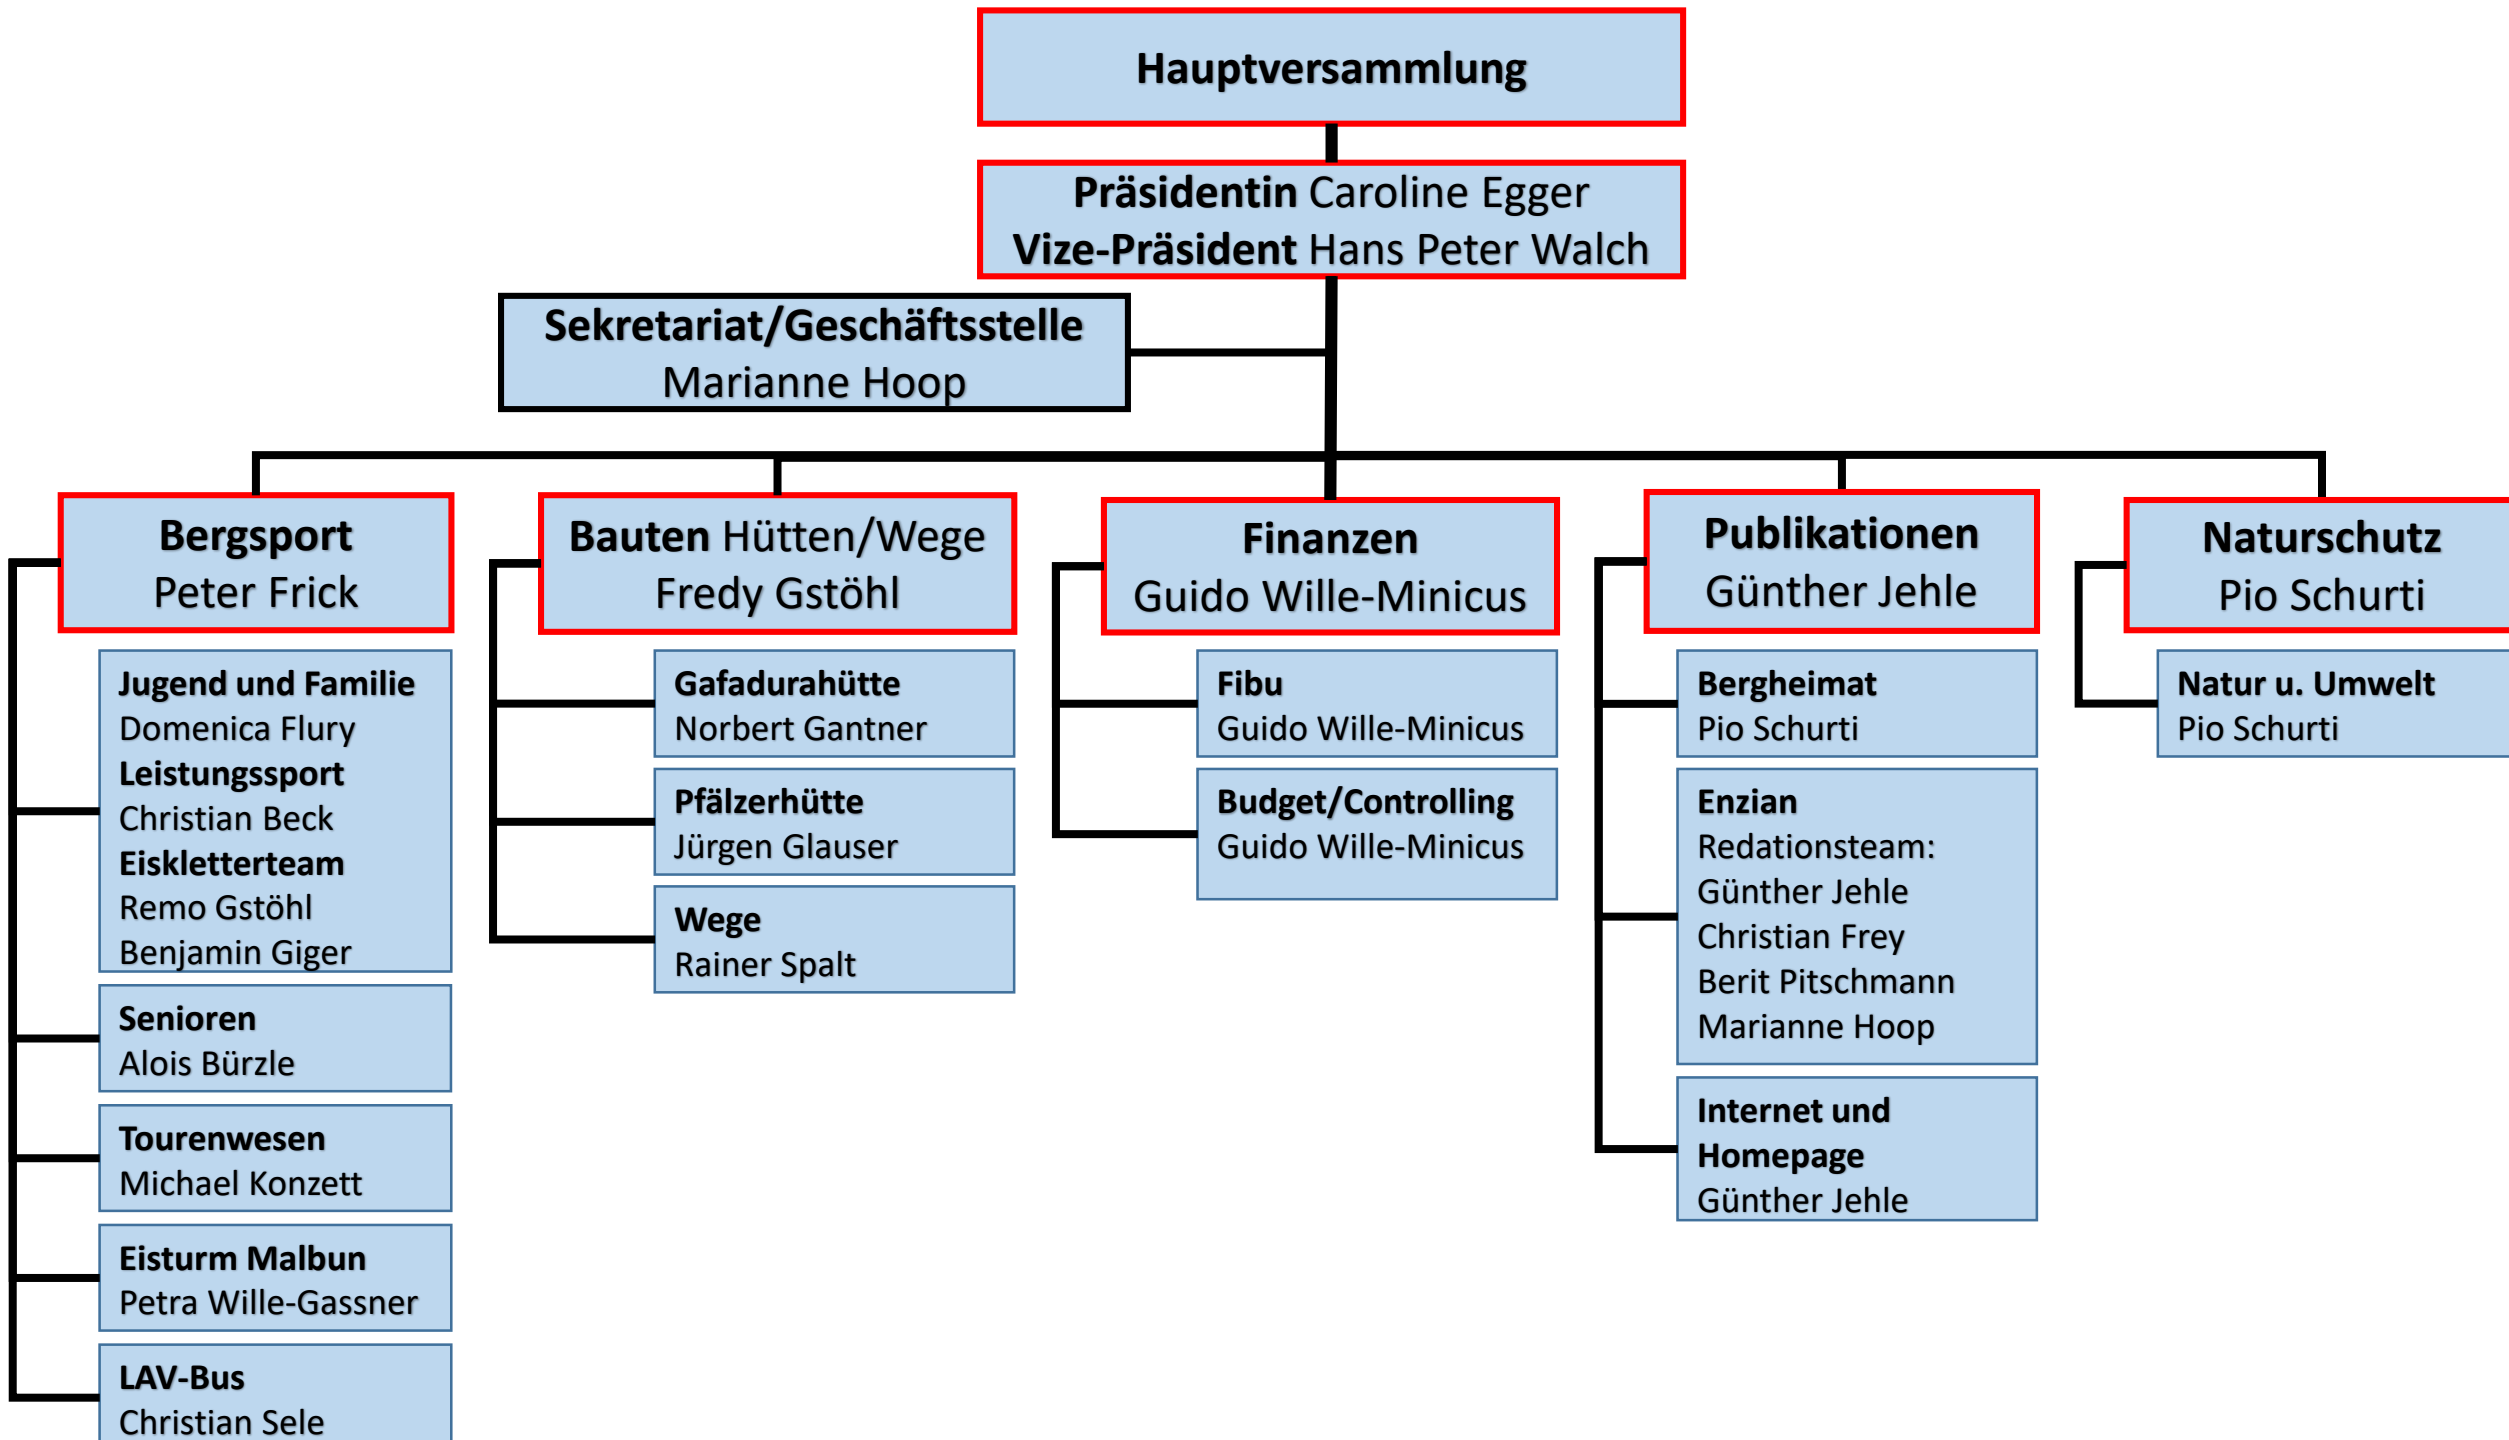 Hauptversammlung
Präsidentin Caroline Egger
Vize-Präsident Hans Peter Walch
Sekretariat/Geschäftsstelle
Marianne Hoop
Bergsport
Peter Frick
Jugend und Familie
Domenica Flury
Leistungssport
Christian Beck
Eiskletterteam
Remo Gstöhl
Benjamin Giger
Senioren
Alois Bürzle
Tourenwesen
Michael Konzett
Eisturm Malbun
Petra Wille-Gassner
LAV-Bus
Christian Sele
Bauten Hütten/Wege
Fredy Gstöhl
Gafadurahütte
Norbert Gantner
Pfälzerhütte
Jürgen Glauser
Wege
Rainer Spalt
Finanzen
Guido Wille-Minicus
Fibu
Guido Wille-Minicus
Budget/Controlling
Guido Wille-Minicus
Publikationen
Günther Jehle
Bergheimat
Pio Schurti
Enzian
Redationsteam:
Günther Jehle
Christian Frey
Berit Pitschmann
Marianne Hoop
Internet und
Homepage
Günther Jehle
Naturschutz
Pio Schurti
Natur u. Umwelt
Pio Schurti